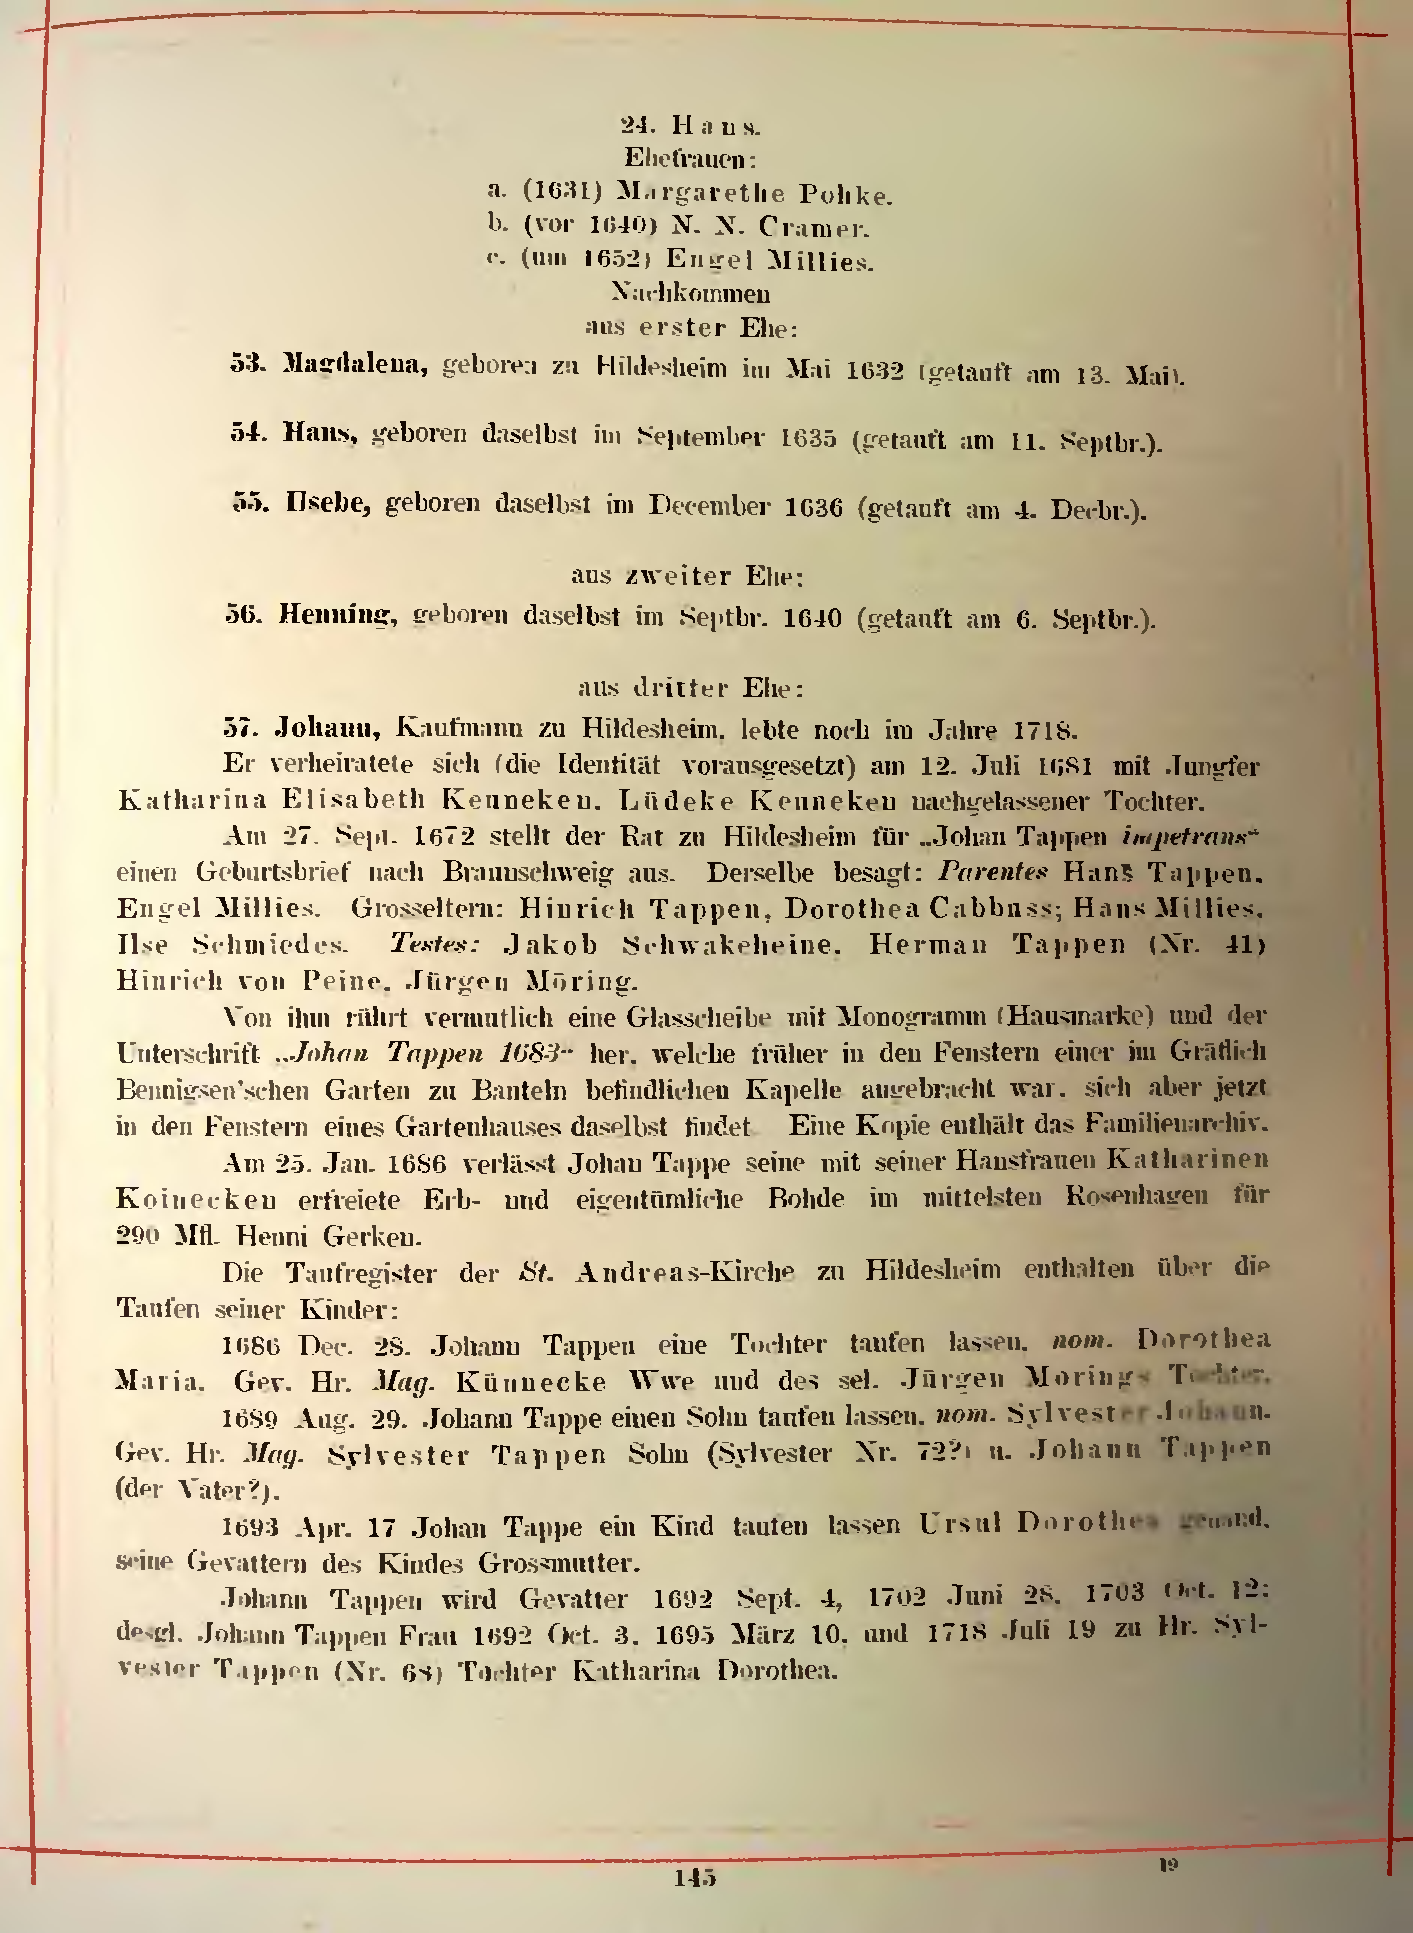 24. Hans.
Ehefrauen:
a. (1631) Margarethe Pohke.
b. (vor 1640) N. N. Cramer.
c. (um 1652) Engel Millies.
Nachkommen
aus erster Ehe:
53. Magdalena, geboren zu Hildesheim im Mai 1632 (getauft am 13. Mai).
54. Hans, geboren daselbst im September 1635 (getauft am 11. Septbr.).
55. Ilsebe, geboren daselbst im December 1636 (getauft am 4. Decbr.).
aus zweiter Ehe:
56. Henning, geboren daselbst im Septbr. 1640 (getauft am 6. Septbr.).
aus dritter Ehe:
57. Johann, Kaufmann zu Hildesheim, lebte noch im Jahre 1718.
Er verheiratete sich (die Identität vorausgesetzt) am 12. Juli 1681 mit Jungfer
Katharina Elisabeth Kenneken, Lüdeke Kenneken nachgelassener Tochter.
Am 27. Sept. 1672 stellt der Rat zu Hildesheim für „Johan Tappen impetrans“
einen Geburtsbrief nach Braunschweig aus. Derselbe besagt: Parentes Hanß Tappen,
Engel Millies. Grosseltern: Hinrich Tappen, Dorothea Cabbuss; Hans Millies,
Ilse Schmiedes. Testes: Jakob Schwakeheine, Herman Tappen (Nr. 41)
Hinrich von Peine, Jürgen Möring.
Von ihm rührt vermutlich eine Glasscheibe mit Monogramm (Hausmarke) und der
Unterschrift „Johan Tappen 1683“ her, welche früher in den Fenstern einer im Gräflich
Bennigsen'schen Garten zu Banteln befindlichen Kapelle angebracht war, sich aber jetzt
in den Fenstern eines Gartenhauses daselbst findet. Eine Kopie enthält das Familienarchiv.
Am 25. Jan. 1686 verlässt Johan Tappe seine mit seiner Hausfrauen Katharinen
Koinecken erfreiete Erb- und eigentümliche Bohde im mittelsten Rosenhagen für
290 Mfl. Henni Gerken.
Die Taufregister der St. Andreas-Kirche zu Hildesheim enthalten über die
Taufen seiner Kinder:
1686 Dec. 28. Johann Tappen eine Tochter taufen lassen, nom. Dorothea
Maria. Gev. Hr. Mag. Künnecke Wwe und des sel. Jürgen Morings Tochter.
1689 Aug. 29. Johann Tappe einen Sohn taufen lassen, nom. Sylvester Johann.
Gev. Hr. Mag. Sylvester Tappen Sohn (Sylvester Nr. 72?) u. Johann Tappen
(der Vater?).
1693 Apr. 17 Johan Tappe ein Kind taufen lassen Ursul Dorothea genand,
seine Gevattern des Kindes Grossmutter.
Johann Tappen wird Gevatter 1692 Sept. 4, 1702 Juni 28, 1703 Oct. 12;
desgl. Johann Tappen Frau 1692 Oct. 3, 1695 März 10, und 1718 Juli 19 zu Hr. Syl-
vester Tappen (Nr. 68) Tochter Katharina Dorothea.
145
19